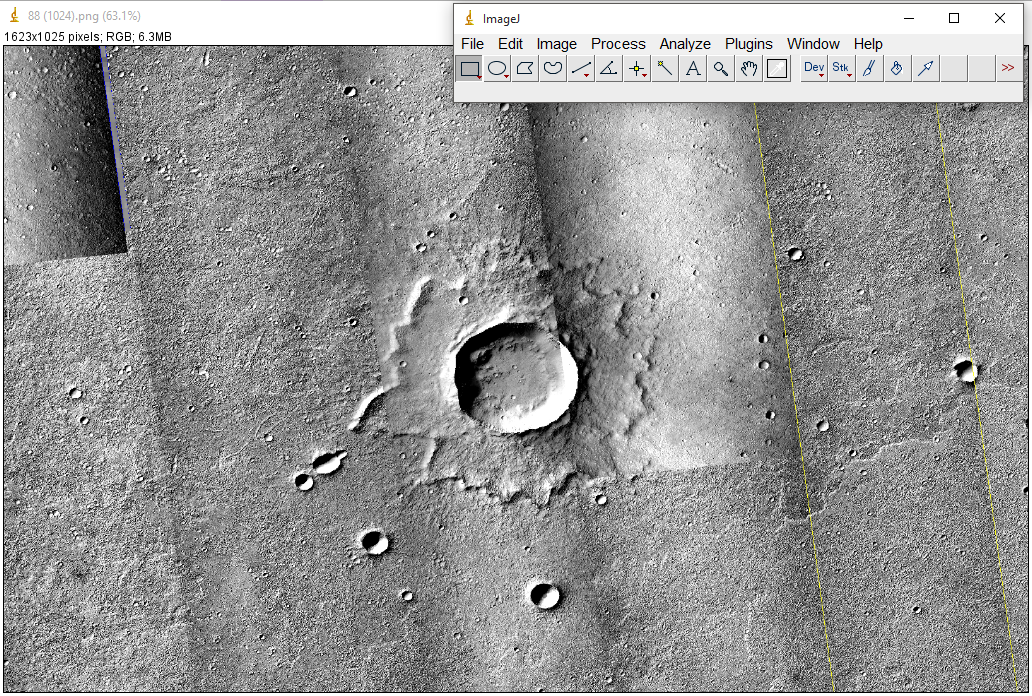 88 (1024).png (63.1%)
1623x1025 pixels; RGB; 6.3MB
ImageJ
File Edit Image Process Analyze Plugins Window Help
A Dev Stk >>